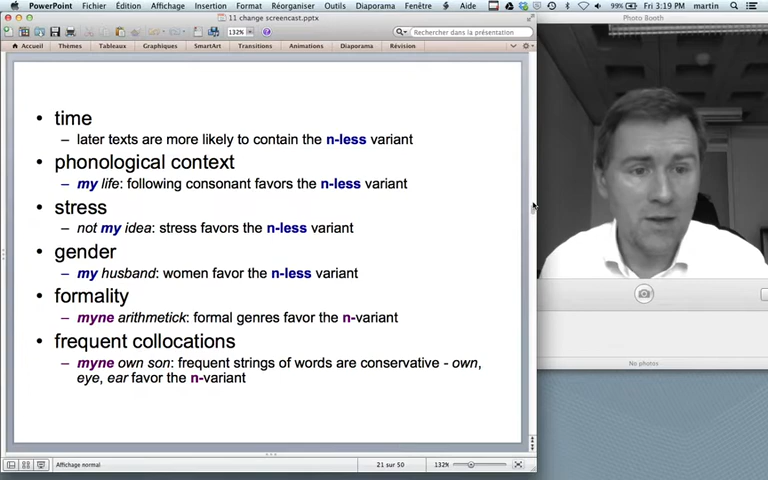 PowerPoint Fichier Édition Affichage Insertion Format Réorganiser Outils Diaporama Fenêtre Aide 99% Fri 3:19 PM martin
11 change screencast.pptx
Photo Booth
132%
Rechercher dans la présentation
Accueil Thèmes Tableaux Graphiques SmartArt Transitions Animations Diaporama Révision
• time
– later texts are more likely to contain the n-less variant
• phonological context
– my life: following consonant favors the n-less variant
• stress
– not my idea: stress favors the n-less variant
• gender
– my husband: women favor the n-less variant
• formality
– myne arithmetick: formal genres favor the n-variant
• frequent collocations
– myne own son: frequent strings of words are conservative - own,
eye, ear favor the n-variant
No photos
Affichage normal 21 sur 50 132%